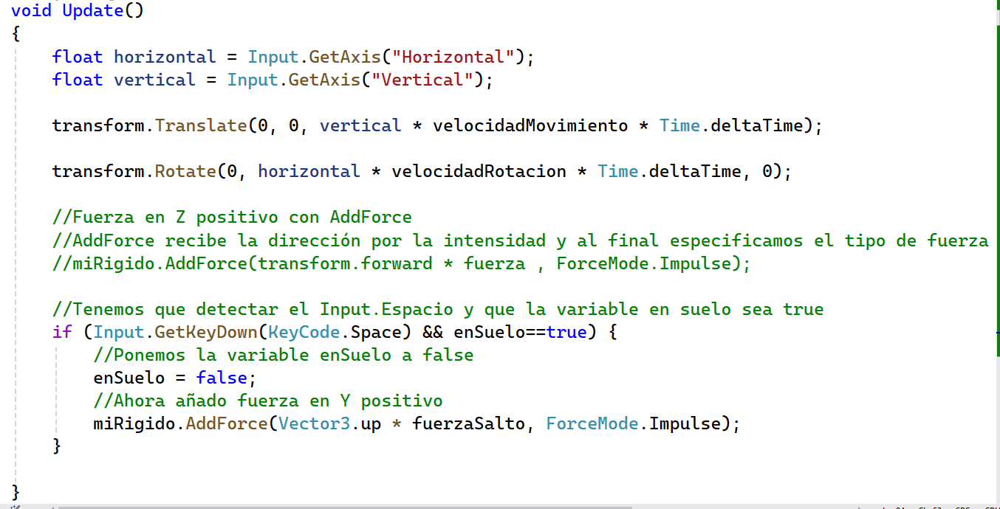 void Update()
{
float horizontal = Input.GetAxis("Horizontal");
float vertical = Input.GetAxis("Vertical");
transform.Translate(0, 0, vertical * velocidadMovimiento * Time.deltaTime);
transform.Rotate(0, horizontal * velocidadRotacion * Time.deltaTime, 0);
//Fuerza en Z positivo con AddForce
//AddForce recibe la dirección por la intensidad y al final especificamos el tipo de fuerza
//miRigido.AddForce(transform.forward * fuerza , ForceMode.Impulse);
//Tenemos que detectar el Input.Espacio y que la variable en suelo sea true
if (Input.GetKeyDown(KeyCode.Space) && enSuelo==true) {
//Ponemos la variable enSuelo a false
enSuelo = false;
//Ahora añado fuerza en Y positivo
miRigido.AddForce(Vector3.up * fuerzaSalto, ForceMode.Impulse);
}
}